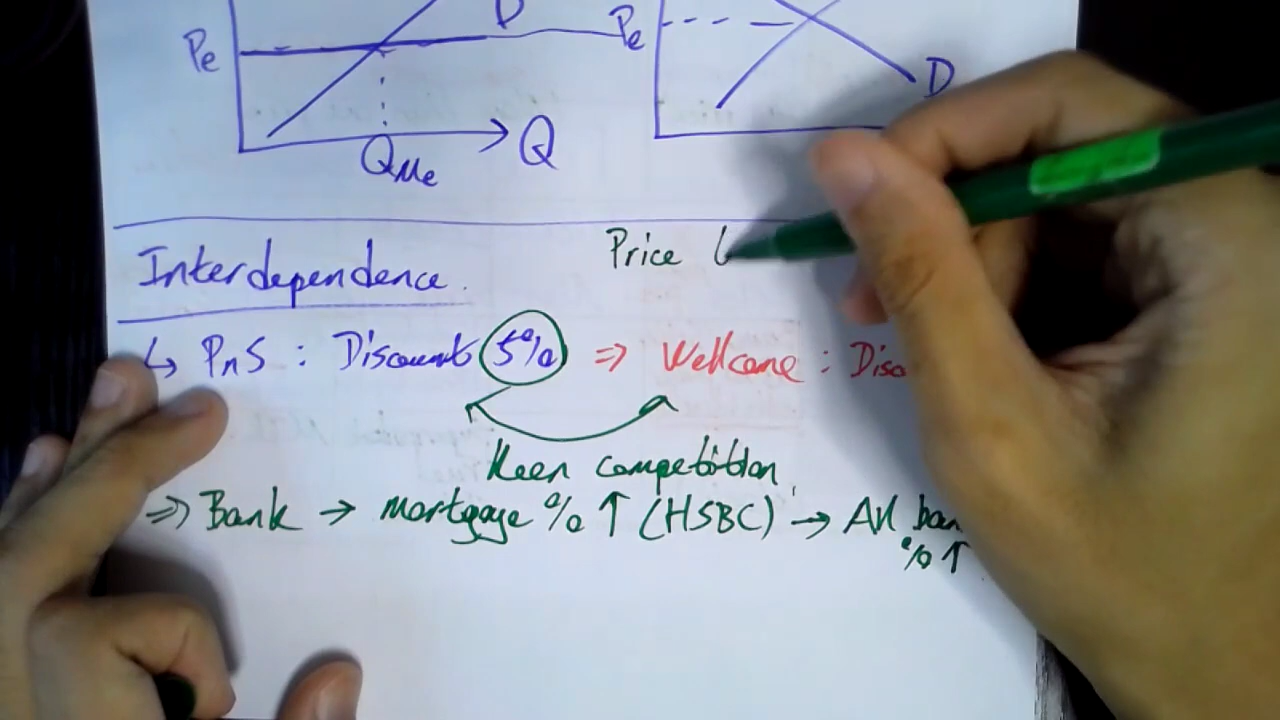 D
Pe
Pe
D
Q
QMe
Price
Interdependence.
↳ PnS : Discount 5% ⇒ Wellcome : Disc
Keen competition
⇒ Bank → mortgage % ↑ (HSBC) → All ban
% ↑